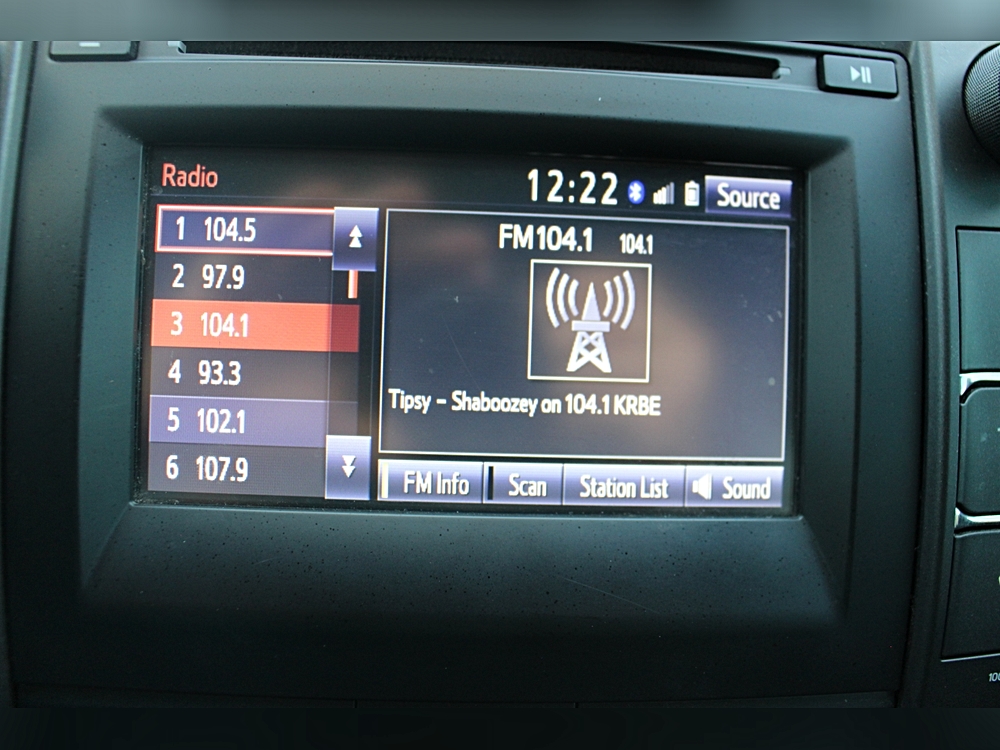 Radio
12:22
Source
1 104.5
2 97.9
3 104.1
4 93.3
5 102.1
6 107.9
FM104.1 104.1
Tipsy - Shaboozey on 104.1 KRBE
FM Info
Scan
Station List
Sound